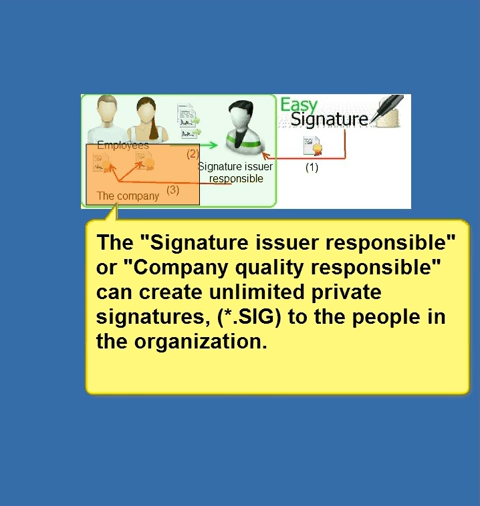 Easy
Signature
Employees
(2)
Signature issuer
responsible
(1)
(3)
The company
The "Signature issuer responsible"
or "Company quality responsible"
can create unlimited private
signatures, (*.SIG) to the people in
the organization.